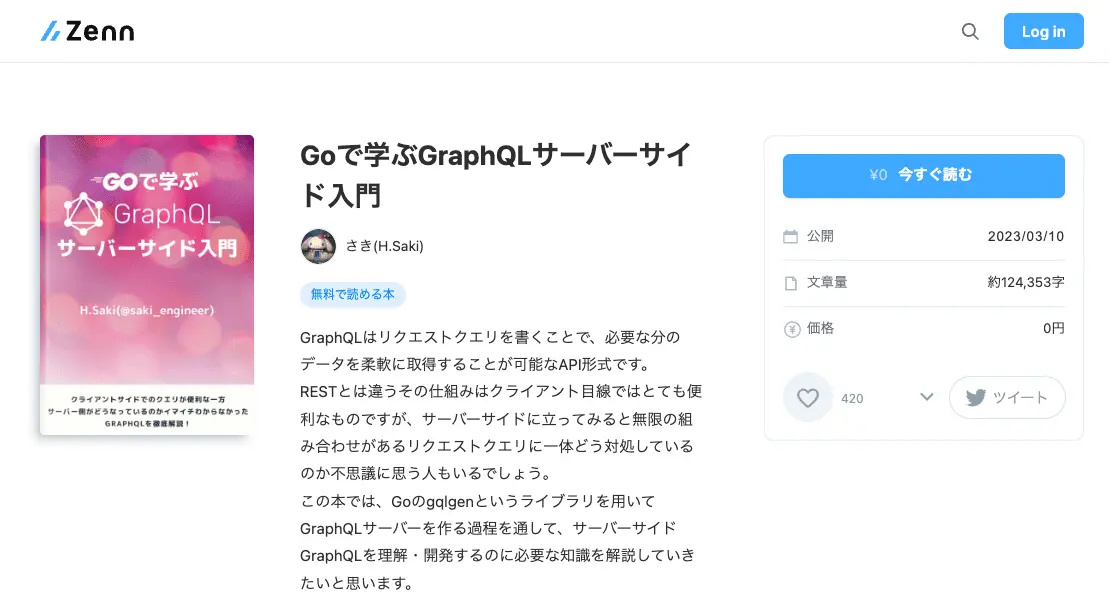 Zenn
Log in
GOで学ぶ
GraphQL
サーバーサイド入門
H.Saki(@saki_engineer)
クライアントサイドでのクエリが便利な一方
サーバー側がどうなっているのかイマイチわからなかった
GRAPHQLを徹底解説！
Goで学ぶGraphQLサーバーサイ
ド入門
さき(H.Saki)
無料で読める本
GraphQLはリクエストクエリを書くことで、必要な分の
データを柔軟に取得することが可能なAPI形式です。
RESTとは違うその仕組みはクライアント目線ではとても便
利なものですが、サーバーサイドに立ってみると無限の組
み合わせがあるリクエストクエリに一体どう対処している
のか不思議に思う人もいるでしょう。
この本では、Goのgqlgenというライブラリを用いて
GraphQLサーバーを作る過程を通して、サーバーサイド
GraphQLを理解・開発するのに必要な知識を解説していき
たいと思います。
¥0 今すぐ読む
公開 2023/03/10
文章量 約124,353字
価格 0円
420 ツイート